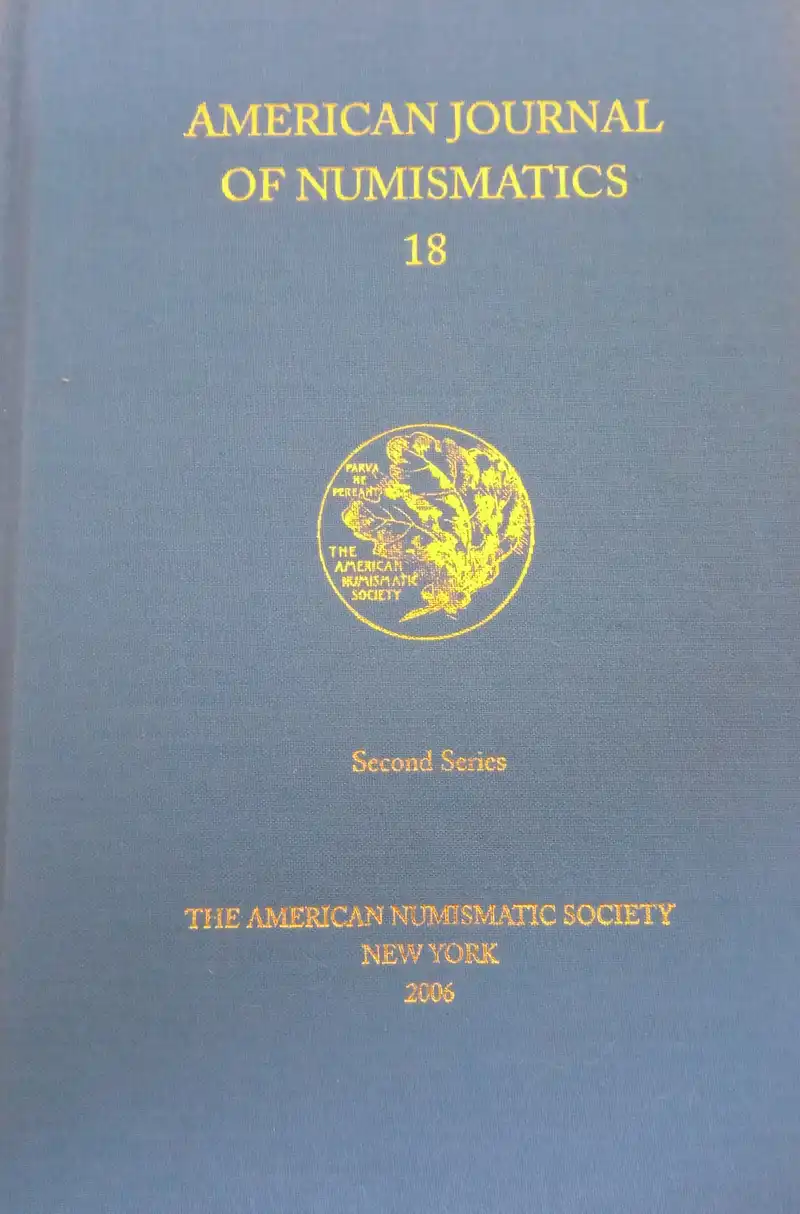 AMERICAN JOURNAL
OF NUMISMATICS
18
PARVA
NE
PEREANT
THE
AMERICAN
NUMISMATIC
SOCIETY
Second Series
THE AMERICAN NUMISMATIC SOCIETY
NEW YORK
2006